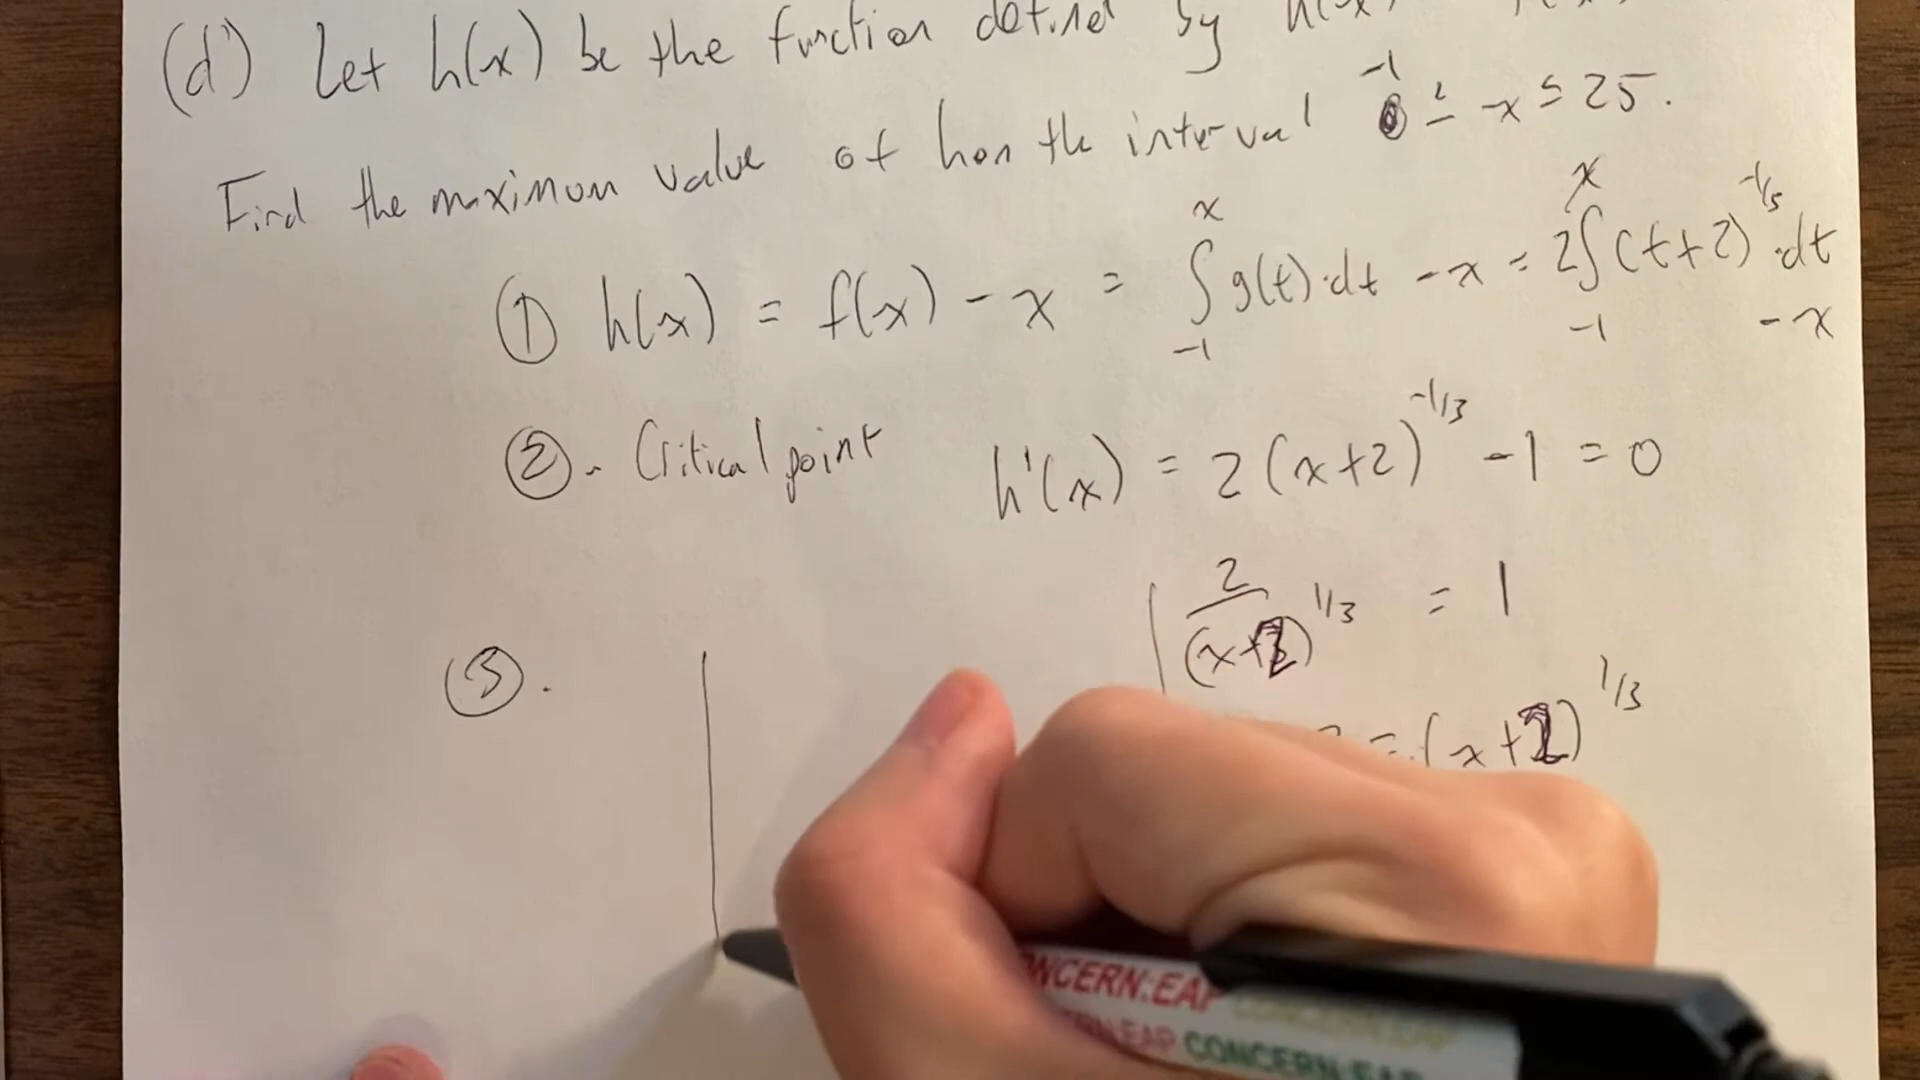 (d) Let h(x) be the function defined by
-1
Find the maximum value of h on the interval ≤ x ≤ 25.
① h(x) = f(x) - x = ∫_{-1}^{x} g(t)·dt - x = 2∫_{-1}^{x} (t+2)^{-1/3}·dt
- x
②. Critical point h'(x) = 2(x+2)^{-1/3} - 1 = 0
2/(x+2)^{1/3} = 1
③.
= (x+2)^{1/3}
CONCERN:EAP
CONCERN:EAP